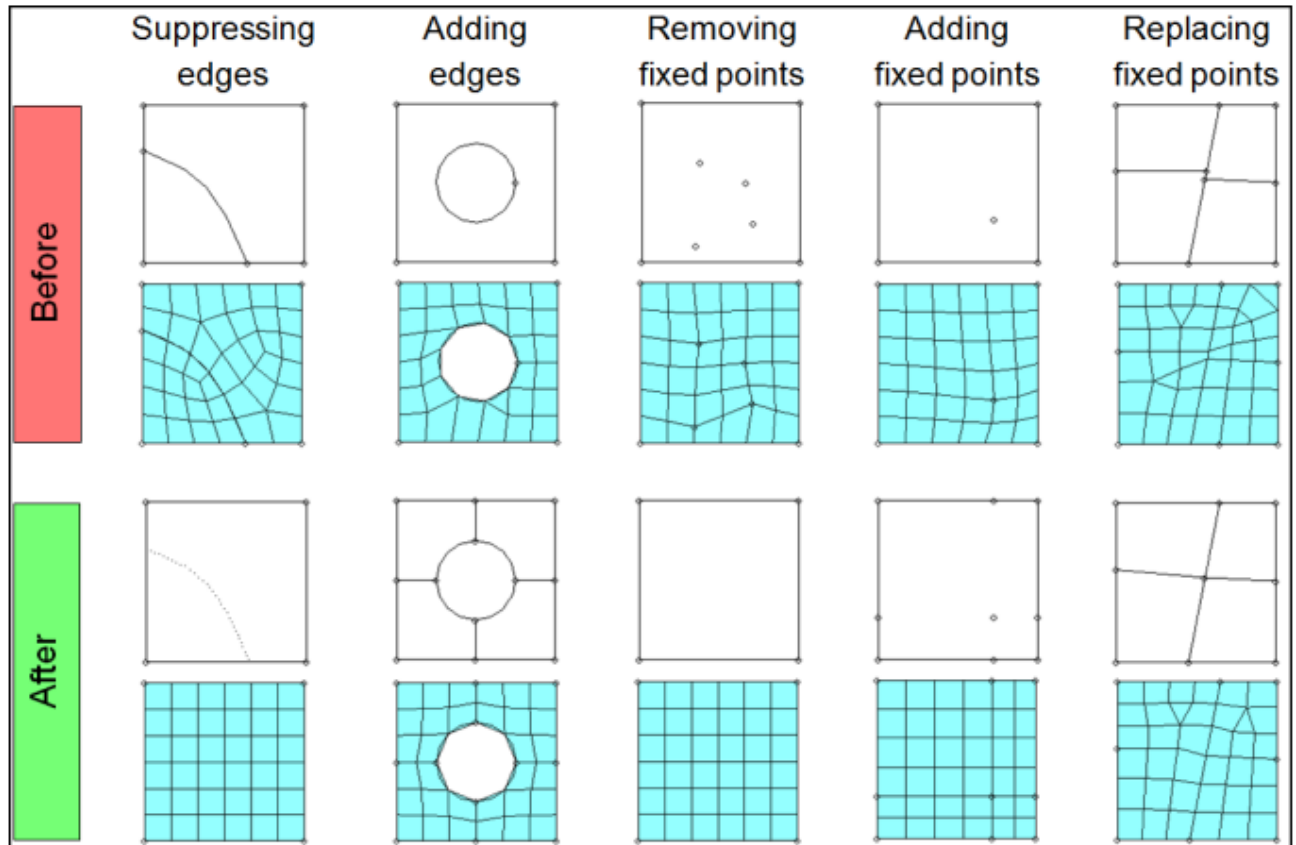 Suppressing
edges
Adding
edges
Removing
fixed points
Adding
fixed points
Replacing
fixed points
Before
After